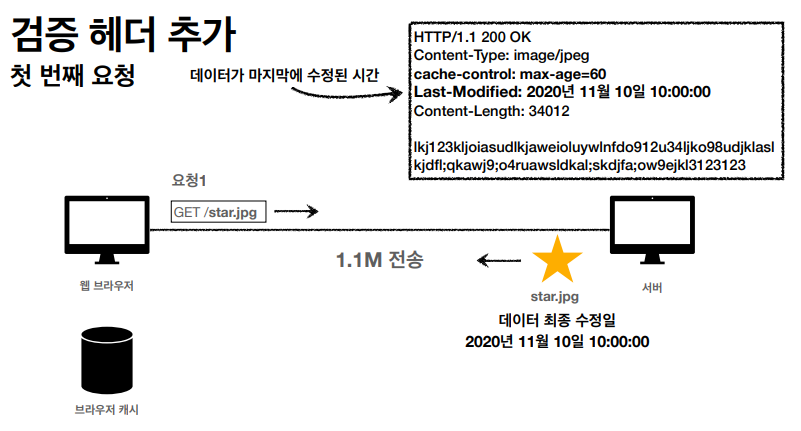 검증 헤더 추가
첫 번째 요청
데이터가 마지막에 수정된 시간
HTTP/1.1 200 OK
Content-Type: image/jpeg
cache-control: max-age=60
Last-Modified: 2020년 11월 10일 10:00:00
Content-Length: 34012
lkj123kljoiasudlkjaweioluywlnfdo912u34ljko98udjklasl
kjdfl;qkawj9;o4ruawsldkal;skdjfa;ow9ejkl3123123
요청1
GET /star.jpg
1.1M 전송
웹 브라우저
star.jpg
서버
데이터 최종 수정일
2020년 11월 10일 10:00:00
브라우저 캐시